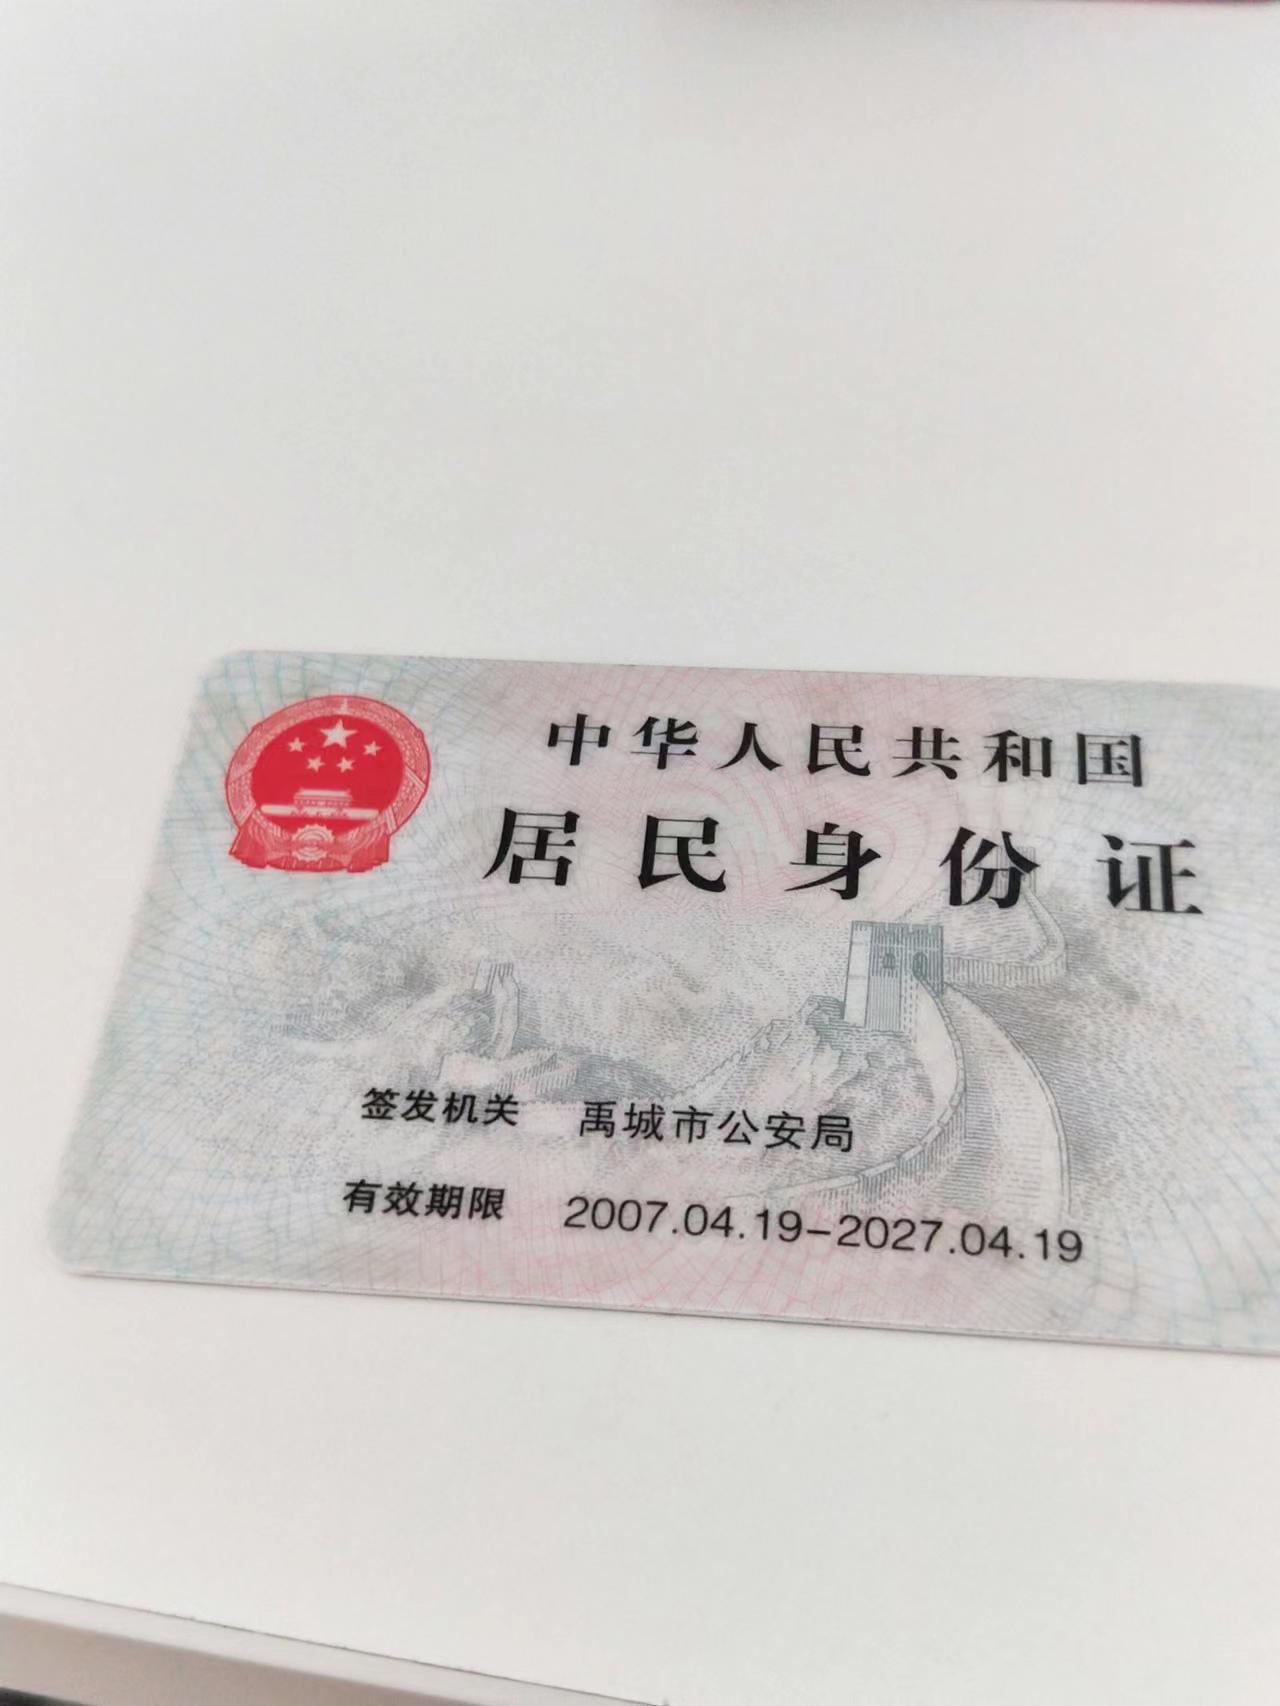 中华人民共和国
居民身份证
签发机关 禹城市公安局
有效期限 2007.04.19-2027.04.19